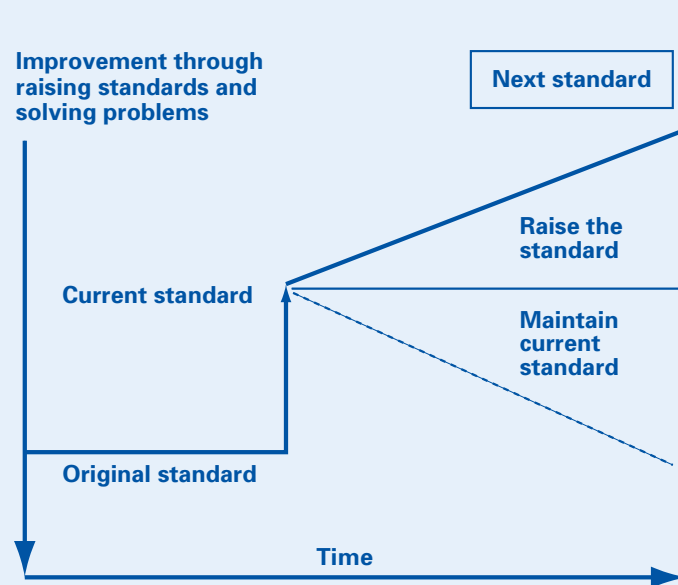 Improvement through
raising standards and
solving problems
Next standard
Raise the
standard
Current standard
Maintain
current
standard
Original standard
Time